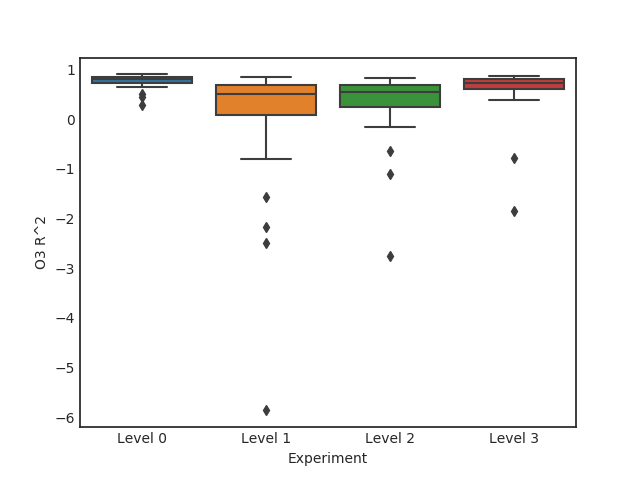 1
0
−1
−2
−3
−4
−5
−6
O3 R^2
Level 0
Level 1
Level 2
Level 3
Experiment